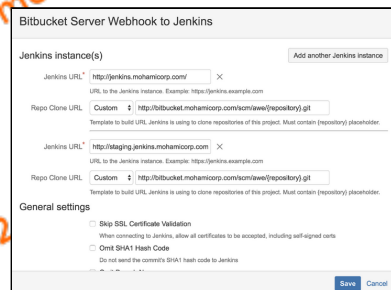 Bitbucket Server Webhook to Jenkins
Jenkins instance(s)
Add another Jenkins instance
Jenkins URL* http://jenkins.mohamicorp.com/
URL to the Jenkins instance. Example: https://jenkins.example.com
Repo Clone URL Custom http://bitbucket.mohamicorp.com/scm/awe/{repository}.git
Template to build URL Jenkins is using to clone repositories of this project. Must contain {repository} placeholder.
Jenkins URL* http://staging.jenkins.mohamicorp.com
URL to the Jenkins instance. Example: https://jenkins.example.com
Repo Clone URL Custom http://bitbucket.mohamicorp.com/scm/awe/{repository}.git
Template to build URL Jenkins is using to clone repositories of this project. Must contain {repository} placeholder.
General settings
Skip SSL Certificate Validation
When connecting to Jenkins, allow all certificates to be accepted, including self-signed certs
Omit SHA1 Hash Code
Do not send the commit's SHA1 hash code to Jenkins
Save Cancel